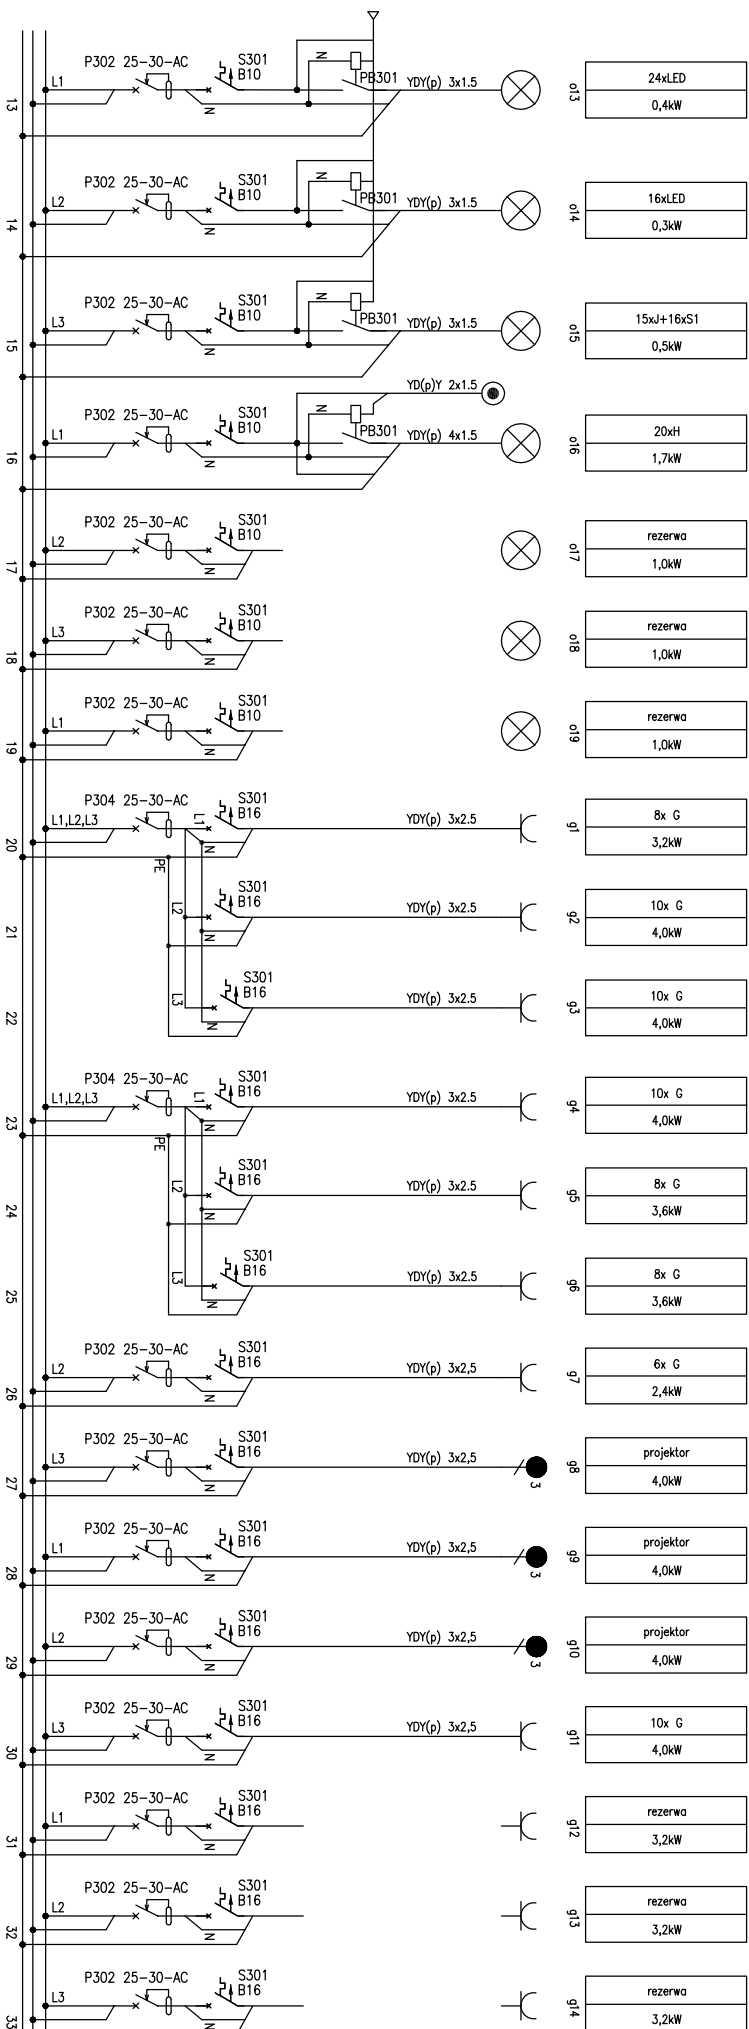 P302 25-30-AC
S301
B10
N
L1
N
PB301
YDY(p) 3x1.5
o13
24xLED
0,4kW
13
P302 25-30-AC
S301
B10
N
L2
N
PB301
YDY(p) 3x1.5
o14
16xLED
0,3kW
14
P302 25-30-AC
S301
B10
N
L3
N
PB301
YDY(p) 3x1.5
o15
15xJ+16xS1
0,5kW
15
YD(p)Y 2x1.5
P302 25-30-AC
S301
B10
N
L1
N
PB301
YDY(p) 4x1.5
o16
20xH
1,7kW
16
P302 25-30-AC
S301
B10
L2
N
o17
rezerwa
1,0kW
17
P302 25-30-AC
S301
B10
L3
N
o18
rezerwa
1,0kW
18
P302 25-30-AC
S301
B10
L1
N
o19
rezerwa
1,0kW
19
P304 25-30-AC
S301
B16
L1,L2,L3
L1
N
YDY(p) 3x2.5
g1
8x G
3,2kW
20
PE
S301
B16
L2
N
YDY(p) 3x2.5
g2
10x G
4,0kW
21
S301
B16
L3
N
YDY(p) 3x2.5
g3
10x G
4,0kW
22
P304 25-30-AC
S301
B16
L1,L2,L3
L1
N
YDY(p) 3x2.5
g4
10x G
4,0kW
23
PE
S301
B16
L2
N
YDY(p) 3x2.5
g5
8x G
3,6kW
24
S301
B16
L3
N
YDY(p) 3x2.5
g6
8x G
3,6kW
25
P302 25-30-AC
S301
B16
L2
N
YDY(p) 3x2,5
g7
6x G
2,4kW
26
P302 25-30-AC
S301
B16
L3
N
YDY(p) 3x2,5
3
g8
projektor
4,0kW
27
P302 25-30-AC
S301
B16
L1
N
YDY(p) 3x2,5
3
g9
projektor
4,0kW
28
P302 25-30-AC
S301
B16
L2
N
YDY(p) 3x2,5
3
g10
projektor
4,0kW
29
P302 25-30-AC
S301
B16
L3
N
YDY(p) 3x2,5
g11
10x G
4,0kW
30
P302 25-30-AC
S301
B16
L1
N
g12
rezerwa
3,2kW
31
P302 25-30-AC
S301
B16
L2
N
g13
rezerwa
3,2kW
32
P302 25-30-AC
S301
B16
L3
N
g14
rezerwa
3,2kW
33